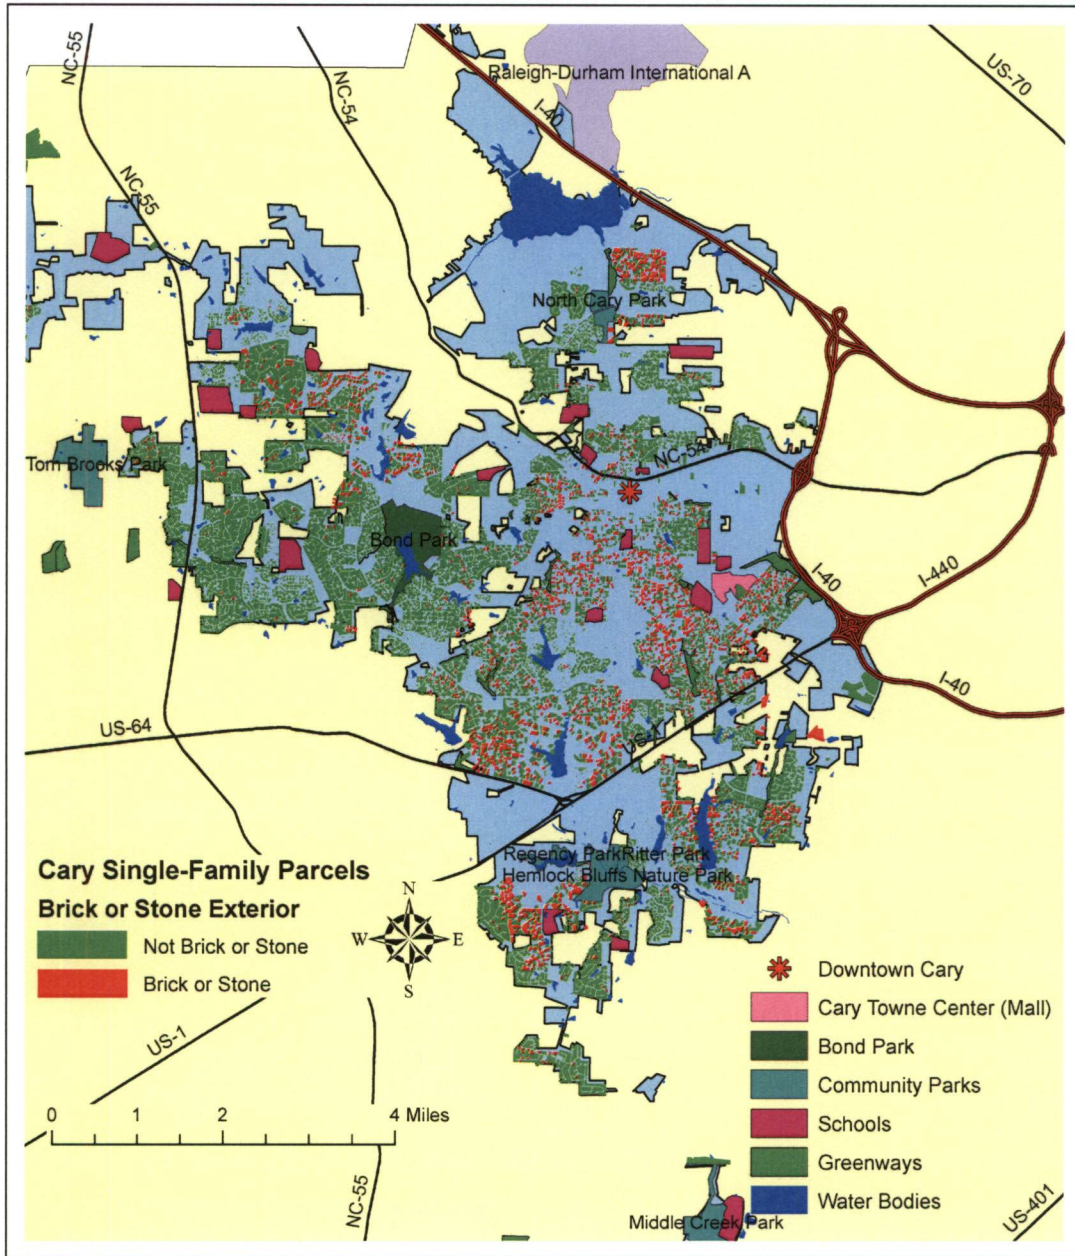 NC-55
NC-54
Raleigh-Durham International A
US-70
I-40
NC-55
North Cary Park
Tom Brooks Park
NC-54
Bond Park
I-40
I-440
I-40
US-64
US-1
Regency Park
Ritter Park
Hemlock Bluffs Nature Park
Cary Single-Family Parcels
Brick or Stone Exterior
Not Brick or Stone
Brick or Stone
N
W
E
S
US-1
0 1 2 4 Miles
NC-55
Downtown Cary
Cary Towne Center (Mall)
Bond Park
Community Parks
Schools
Greenways
Water Bodies
Middle Creek Park
US-401